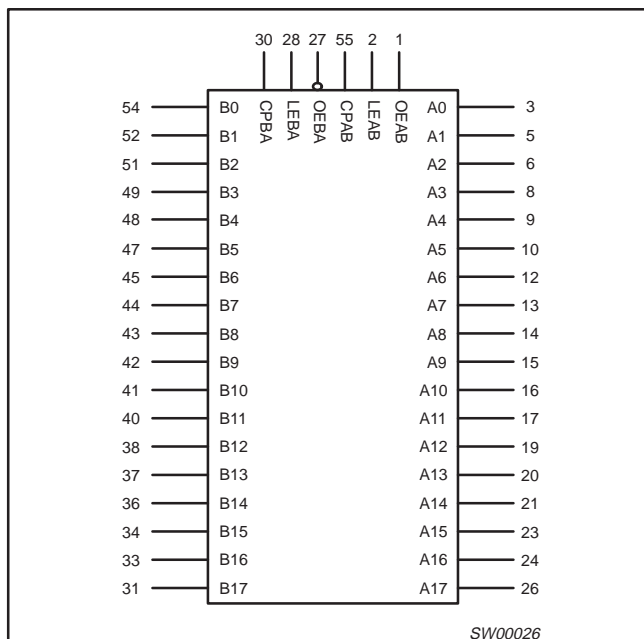 30 28 27 55 2 1
CPBA LEBA OEBA CPAB LEAB OEAB
54 B0 A0 3
52 B1 A1 5
51 B2 A2 6
49 B3 A3 8
48 B4 A4 9
47 B5 A5 10
45 B6 A6 12
44 B7 A7 13
43 B8 A8 14
42 B9 A9 15
41 B10 A10 16
40 B11 A11 17
38 B12 A12 19
37 B13 A13 20
36 B14 A14 21
34 B15 A15 23
33 B16 A16 24
31 B17 A17 26
SW00026